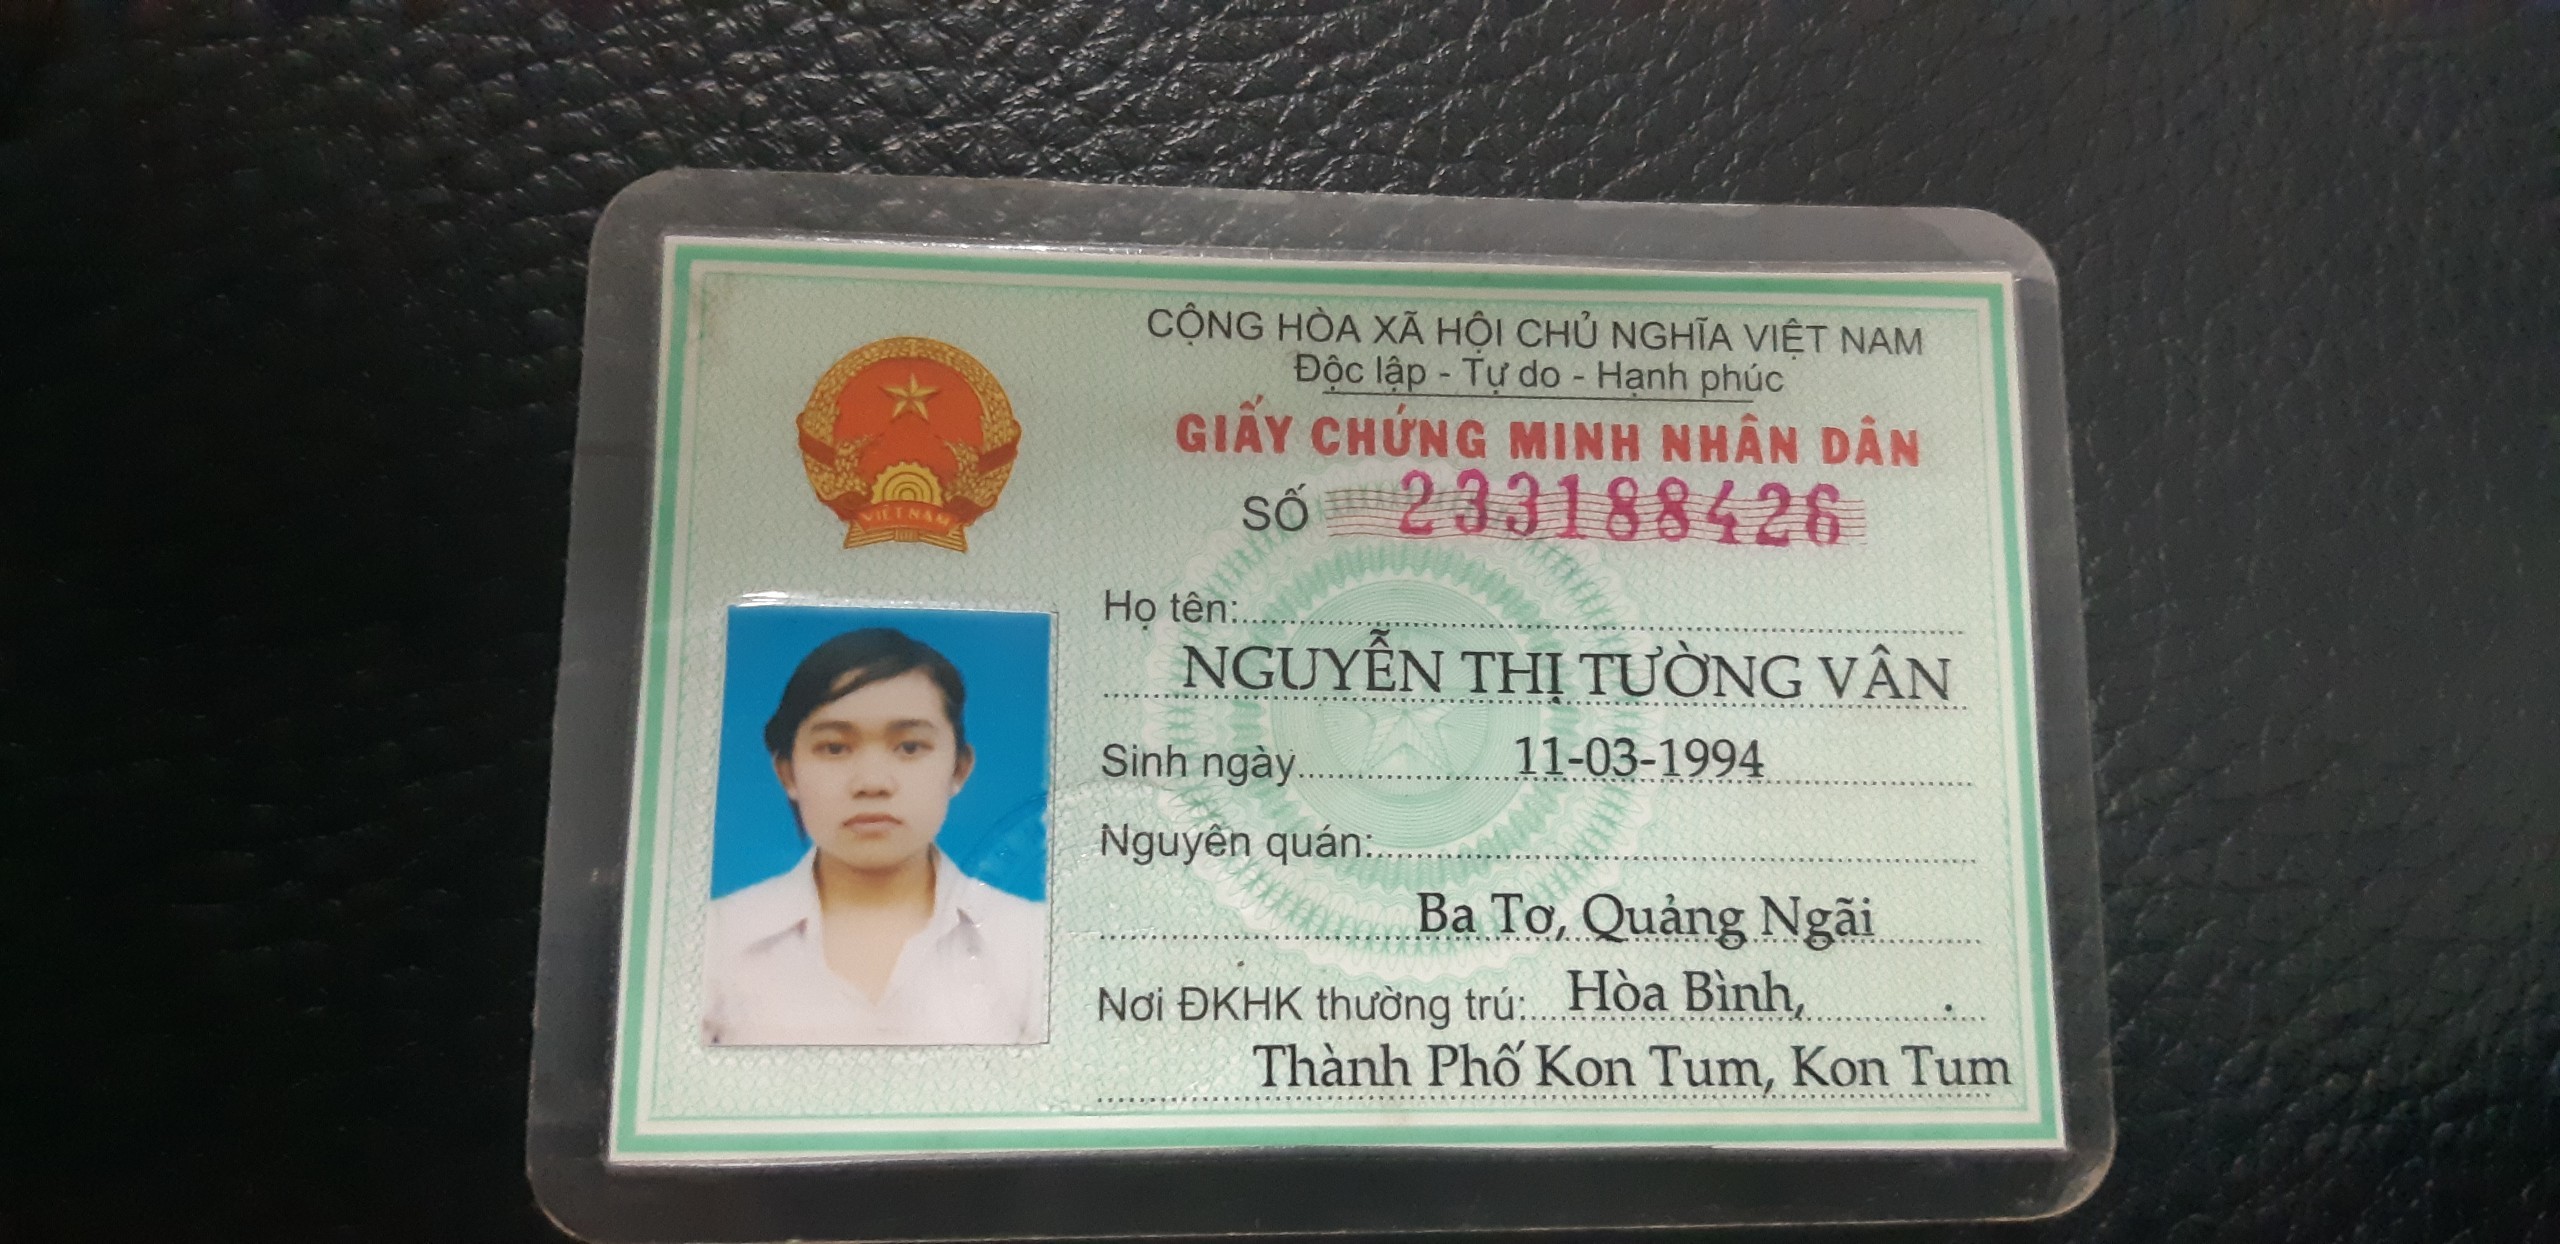 CỘNG HÒA XÃ HỘI CHỦ NGHĨA VIỆT NAM
Độc lập - Tự do - Hạnh phúc
GIẤY CHỨNG MINH NHÂN DÂN
SỐ 233188426
VIỆT NAM
Họ tên:
NGUYỄN THỊ TƯỜNG VÂN
Sinh ngày 11-03-1994
Nguyên quán:
Ba Tơ, Quảng Ngãi
Nơi ĐKHK thường trú: Hòa Bình,
Thành Phố Kon Tum, Kon Tum